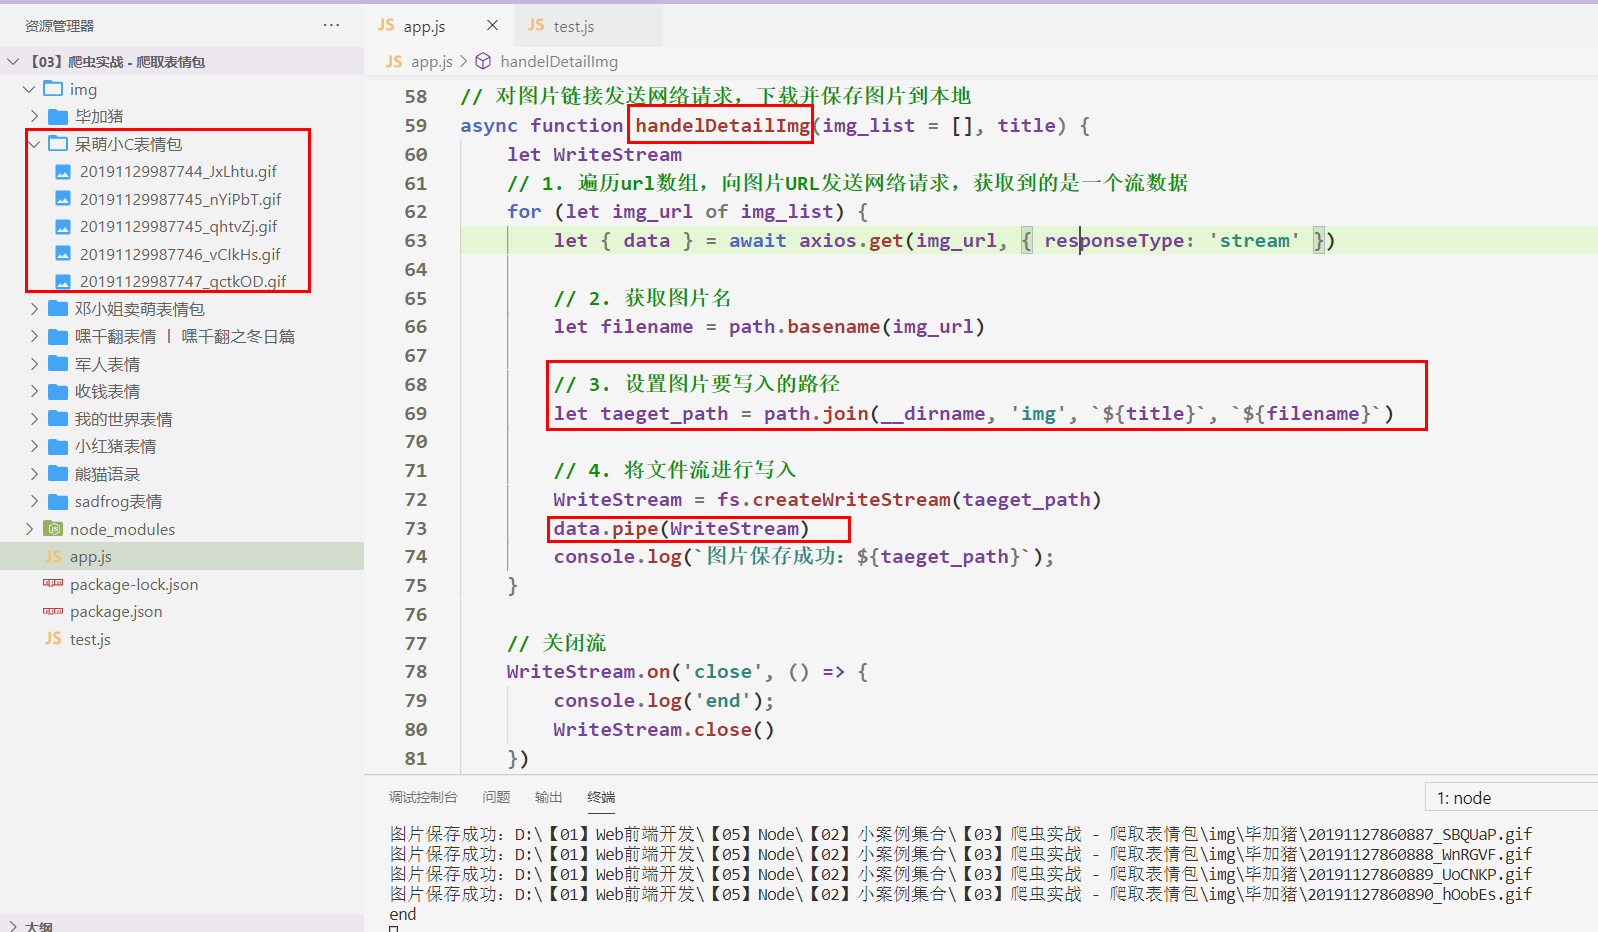 资源管理器 ···
【03】爬虫实战 - 爬取表情包
img
毕加猪
呆萌小C表情包
20191129987744_JxLhtu.gif
20191129987745_nYiPbT.gif
20191129987745_qhtvZj.gif
20191129987746_vCIkHs.gif
20191129987747_qctkOD.gif
邓小姐卖萌表情包
嘿千翻表情 丨 嘿千翻之冬日篇
军人表情
收钱表情
我的世界表情
小红猪表情
熊猫语录
sadfrog表情
node_modules
JS app.js
package-lock.json
package.json
JS test.js
大纲
JS app.js × JS test.js
JS app.js > handelDetailImg
58 // 对图片链接发送网络请求，下载并保存图片到本地
59 async function handelDetailImg(img_list = [], title) {
60 let WriteStream
61 // 1. 遍历url数组，向图片URL发送网络请求，获取到的是一个流数据
62 for (let img_url of img_list) {
63 let { data } = await axios.get(img_url, { responseType: 'stream' })
64
65 // 2. 获取图片名
66 let filename = path.basename(img_url)
67
68 // 3. 设置图片要写入的路径
69 let taeget_path = path.join(__dirname, 'img', `${title}`, `${filename}`)
70
71 // 4. 将文件流进行写入
72 WriteStream = fs.createWriteStream(taeget_path)
73 data.pipe(WriteStream)
74 console.log(`图片保存成功：${taeget_path}`);
75 }
76
77 // 关闭流
78 WriteStream.on('close', () => {
79 console.log('end');
80 WriteStream.close()
81 })
调试控制台 问题 输出 终端 1: node
图片保存成功：D:\【01】Web前端开发\【05】Node\【02】小案例集合\【03】爬虫实战 - 爬取表情包\img\毕加猪\20191127860887_SBQUaP.gif
图片保存成功：D:\【01】Web前端开发\【05】Node\【02】小案例集合\【03】爬虫实战 - 爬取表情包\img\毕加猪\20191127860888_WnRGVF.gif
图片保存成功：D:\【01】Web前端开发\【05】Node\【02】小案例集合\【03】爬虫实战 - 爬取表情包\img\毕加猪\20191127860889_UoCNKP.gif
图片保存成功：D:\【01】Web前端开发\【05】Node\【02】小案例集合\【03】爬虫实战 - 爬取表情包\img\毕加猪\20191127860890_hOobEs.gif
end